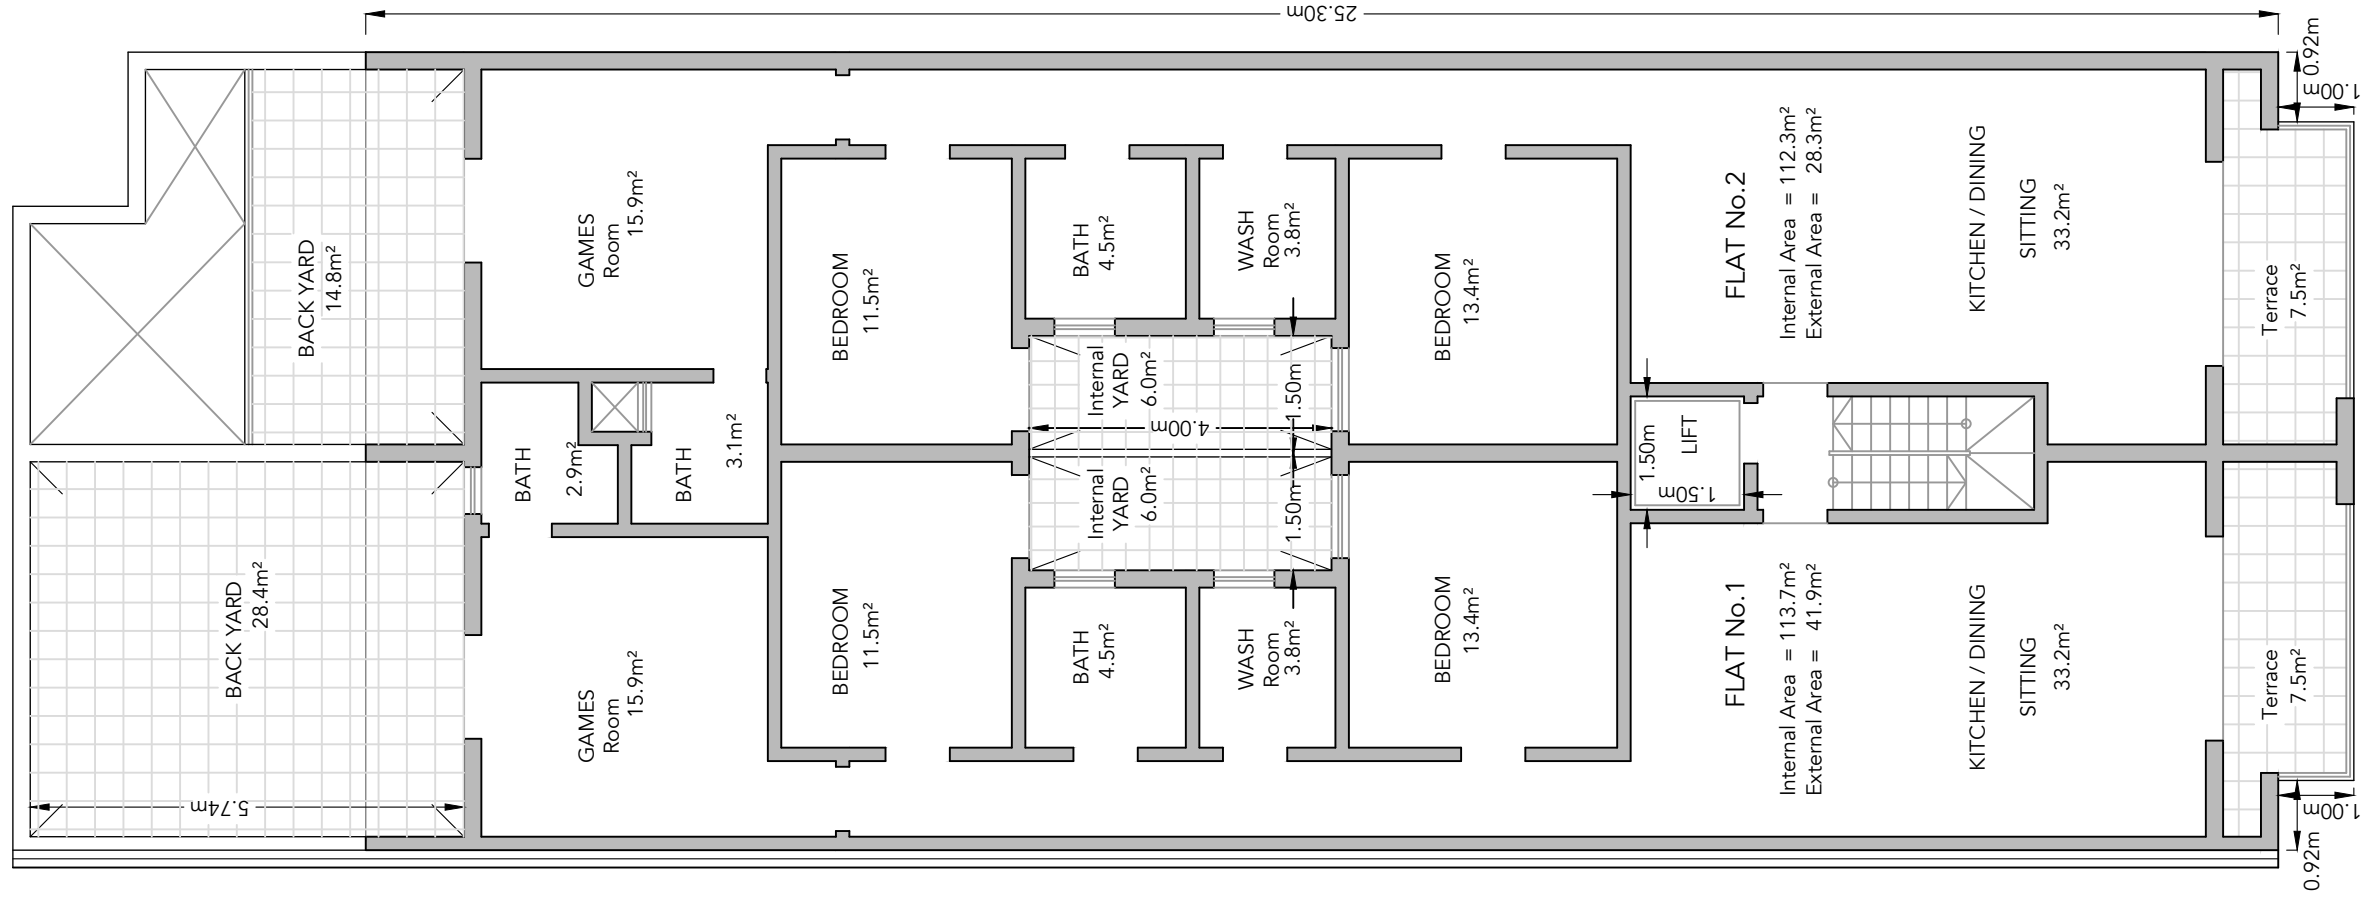 25.30m
0.92m
1.00m
BACK YARD
14.8m²
GAMES
Room
15.9m²
BEDROOM
11.5m²
BATH
4.5m²
WASH
Room
3.8m²
BEDROOM
13.4m²
FLAT No.2
Internal Area = 112.3m²
External Area = 28.3m²
KITCHEN / DINING
SITTING
33.2m²
Terrace
7.5m²
Internal
YARD
6.0m²
1.50m
4.00m
BATH
2.9m²
BATH
3.1m²
Internal
YARD
6.0m²
1.50m
1.50m
LIFT
1.50m
BACK YARD
28.4m²
5.74m
GAMES
Room
15.9m²
BEDROOM
11.5m²
BATH
4.5m²
WASH
Room
3.8m²
BEDROOM
13.4m²
FLAT No.1
Internal Area = 113.7m²
External Area = 41.9m²
KITCHEN / DINING
SITTING
33.2m²
Terrace
7.5m²
1.00m
0.92m